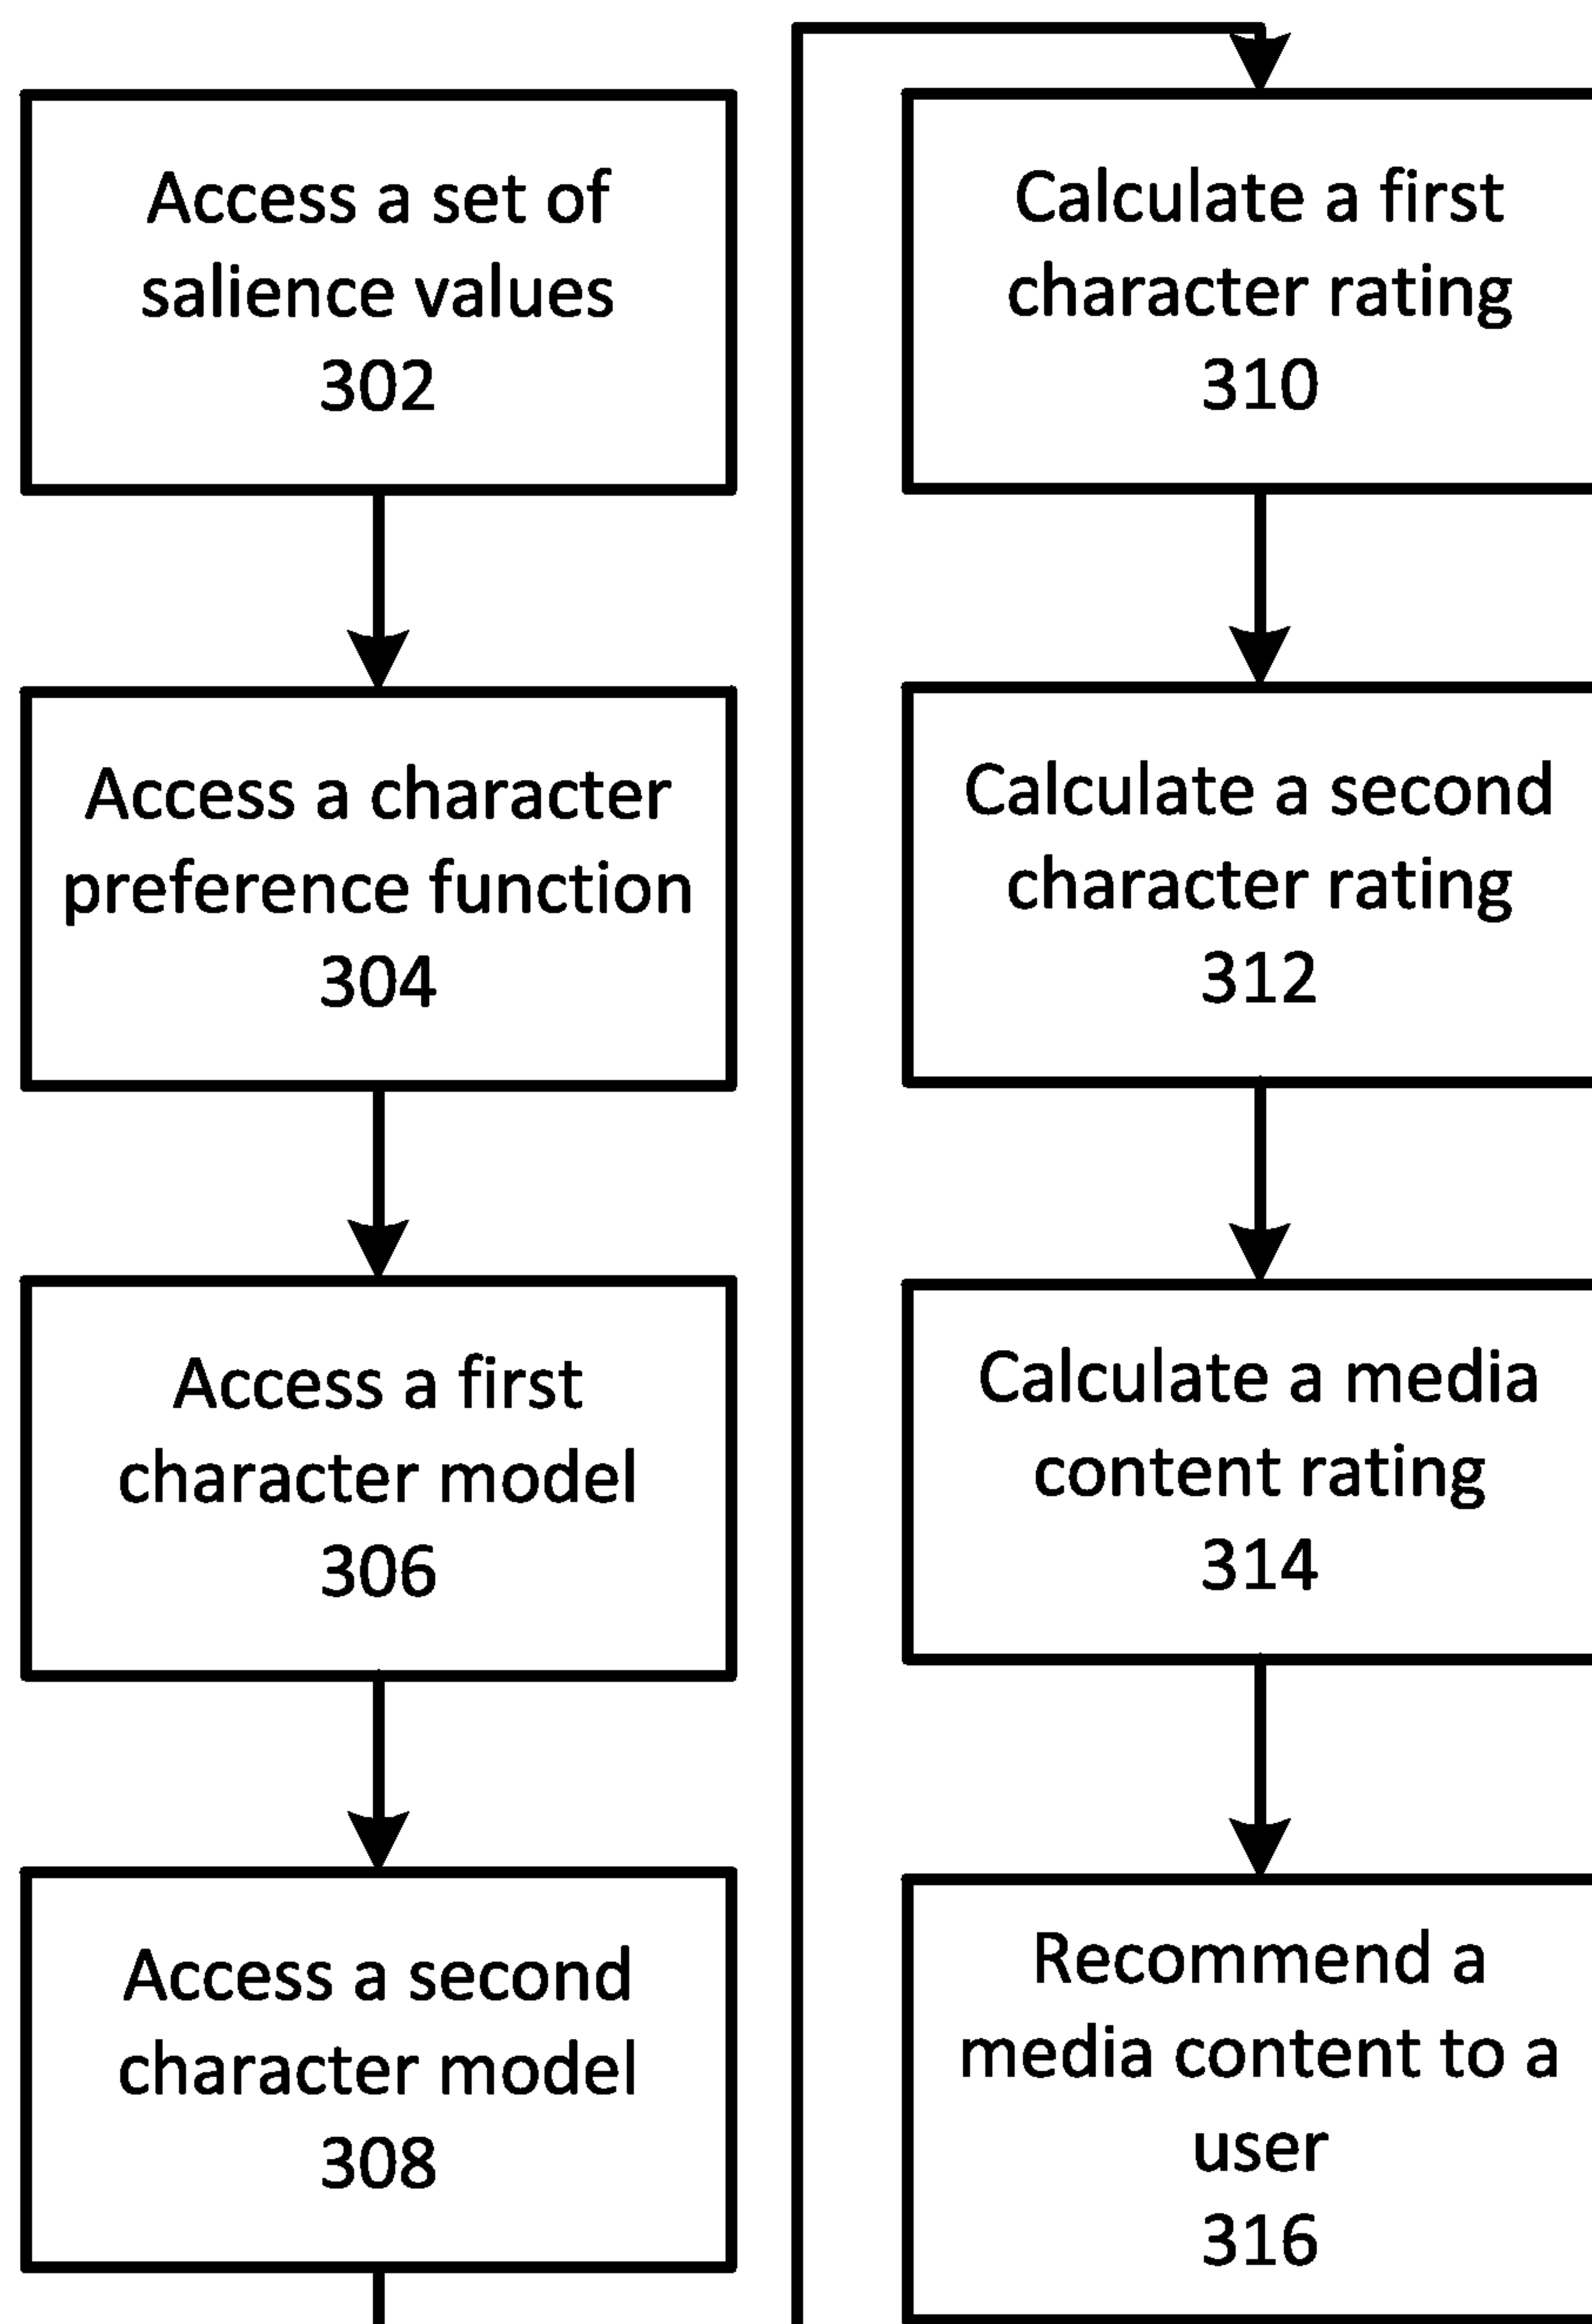 Access a set of
salience values
302
Access a character
preference function
304
Access a first
character model
306
Access a second
character model
308
Calculate a first
character rating
310
Calculate a second
character rating
312
Calculate a media
content rating
314
Recommend a
media content to a
user
316